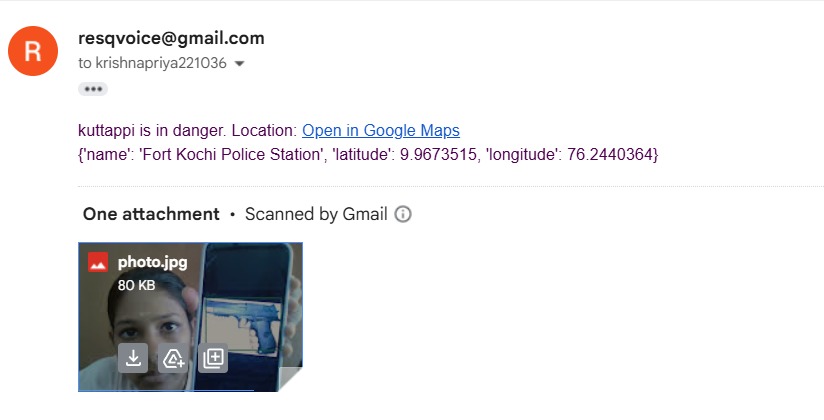 R
resqvoice@gmail.com
to krishnapriya221036
•••
kuttappi is in danger. Location: Open in Google Maps
{'name': 'Fort Kochi Police Station', 'latitude': 9.9673515, 'longitude': 76.2440364}
One attachment • Scanned by Gmail
photo.jpg
80 KB